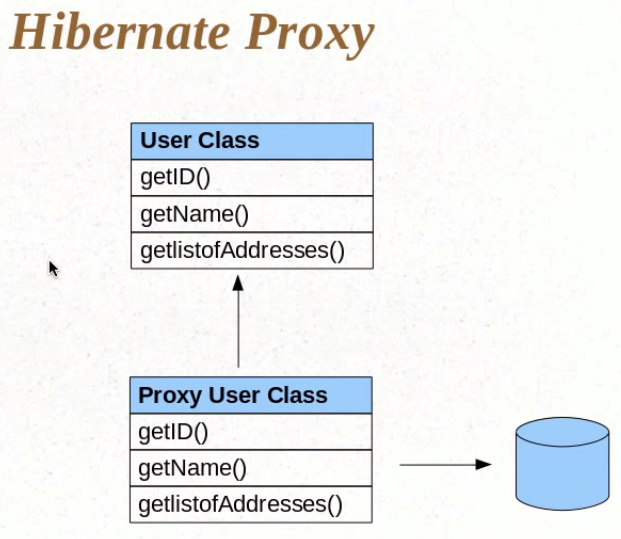 Hibernate Proxy
User Class
getID()
getName()
getlistofAddresses()
Proxy User Class
getID()
getName()
getlistofAddresses()